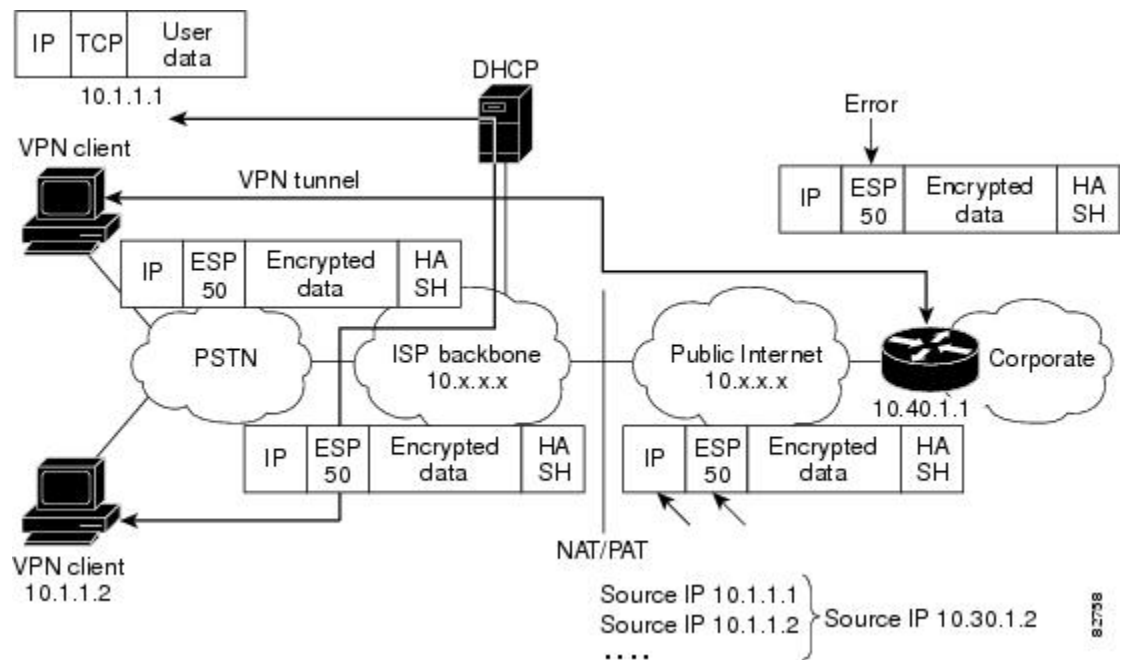 IP TCP User data
10.1.1.1
DHCP
Error
VPN client
VPN tunnel
IP ESP 50 Encrypted data HA SH
IP ESP 50 Encrypted data HA SH
PSTN
ISP backbone
10.x.x.x
Public Internet
10.x.x.x
Corporate
10.40.1.1
IP ESP 50 Encrypted data HA SH
IP ESP 50 Encrypted data HA SH
VPN client
10.1.1.2
NAT/PAT
Source IP 10.1.1.1
Source IP 10.1.1.2
....
Source IP 10.30.1.2
82758